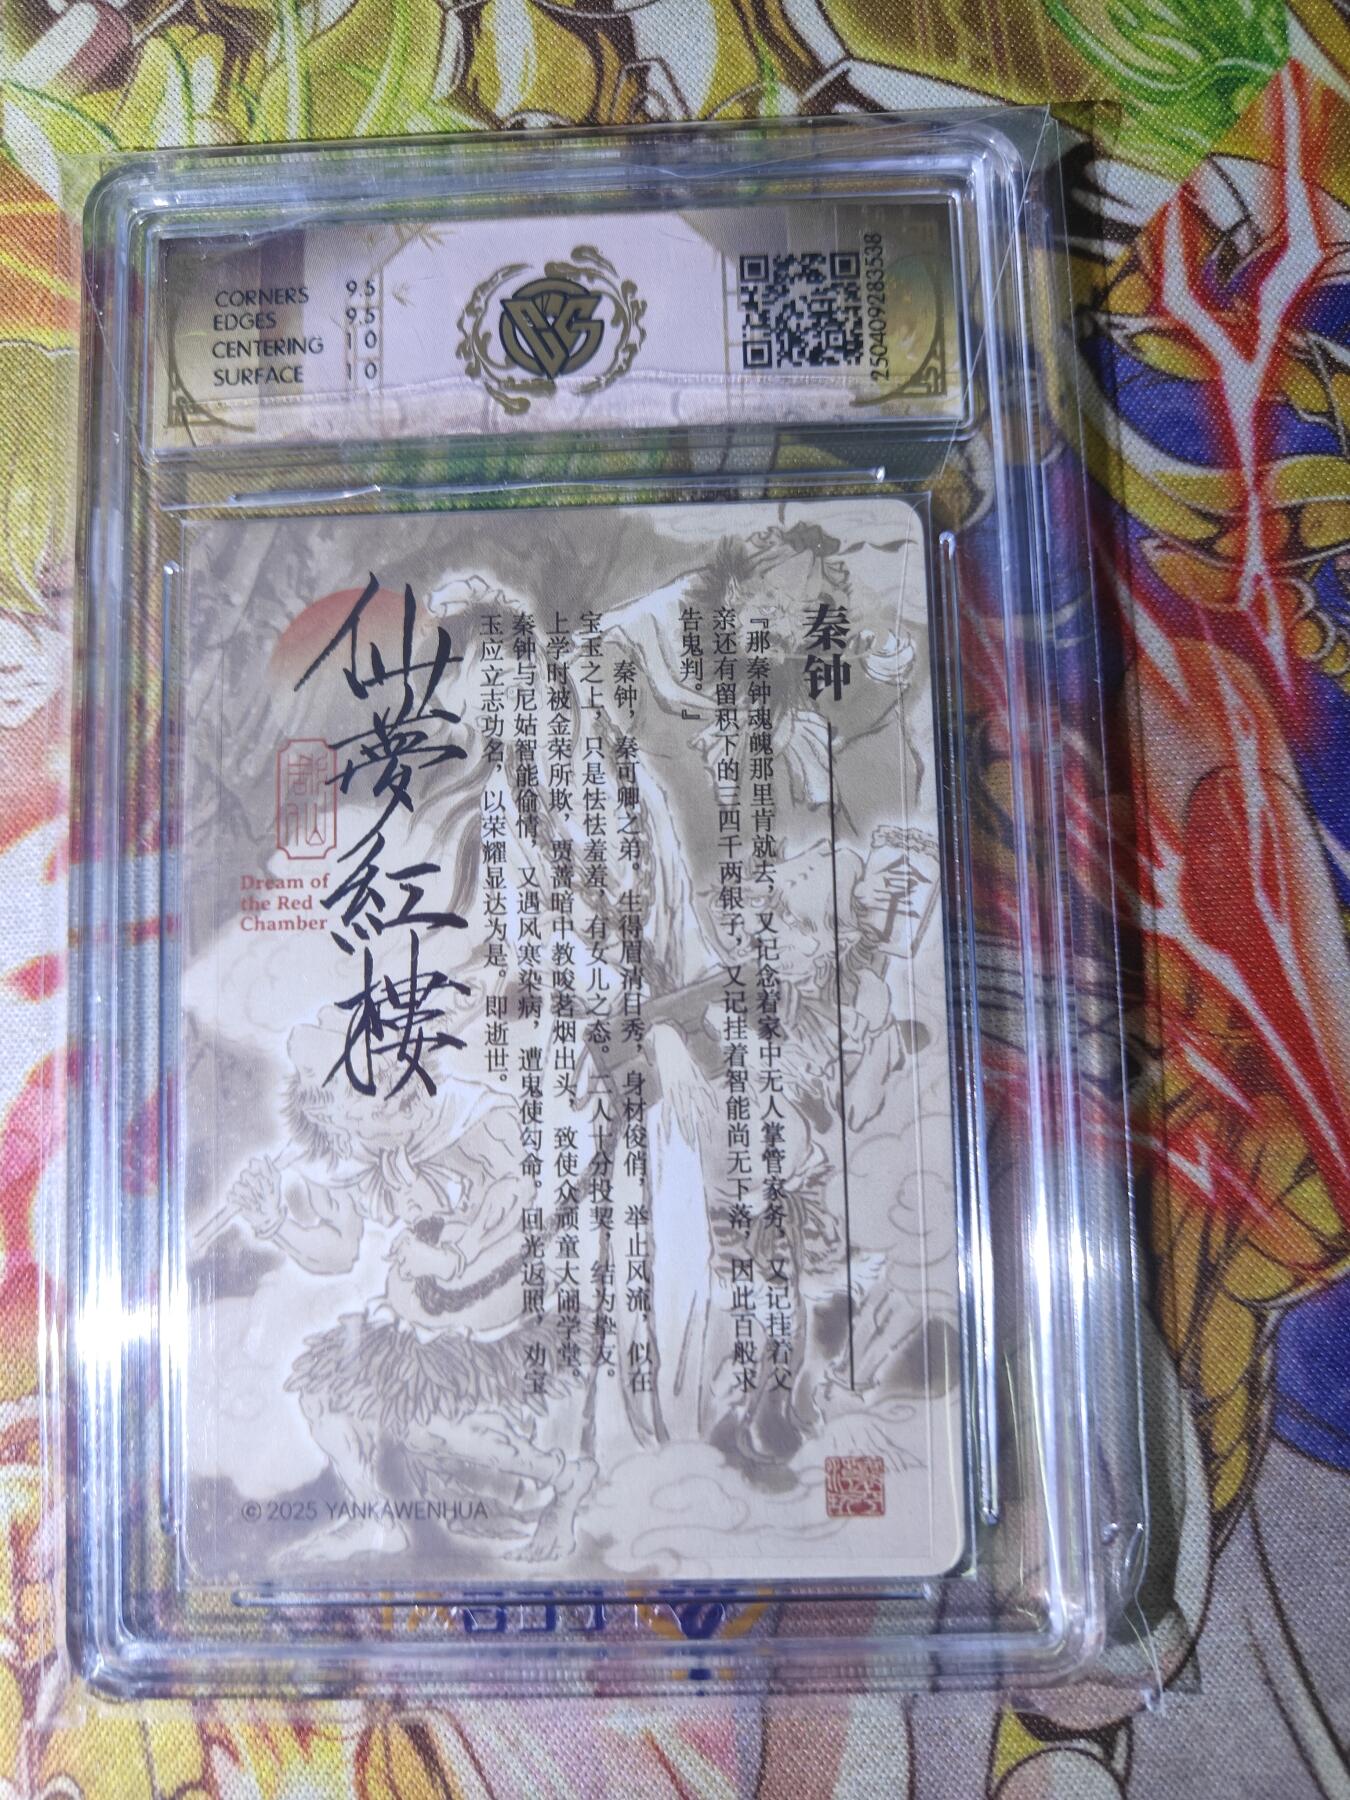 CORNERS 9.5
EDGES 9.5
CENTERING 10
SURFACE 10
2504092835​38
秦钟
『那秦钟魂魄那里肯就去，又记念着家中无人掌管家务，又记挂着父
亲还有留积下的三四千两银子，又记挂着智能尚无下落，因此百般求
告鬼判。』
秦钟，秦可卿之弟。生得眉清目秀，身材俊俏，举止风流，似在
宝玉之上，只是怯怯羞羞，有女儿之态。二人十分投契，结为挚友。
上学时被金荣所欺，贾蔷暗中教唆茗烟出头，致使众顽童大闹学堂。
秦钟与尼姑智能偷情，又遇风寒染病，遭鬼使勾命。回光返照，劝宝
玉应立志功名，以荣耀显达为是。即逝世。
仙夢紅樓
Dream of
the Red
Chamber
拿
© 2025 YANKAWENHUA